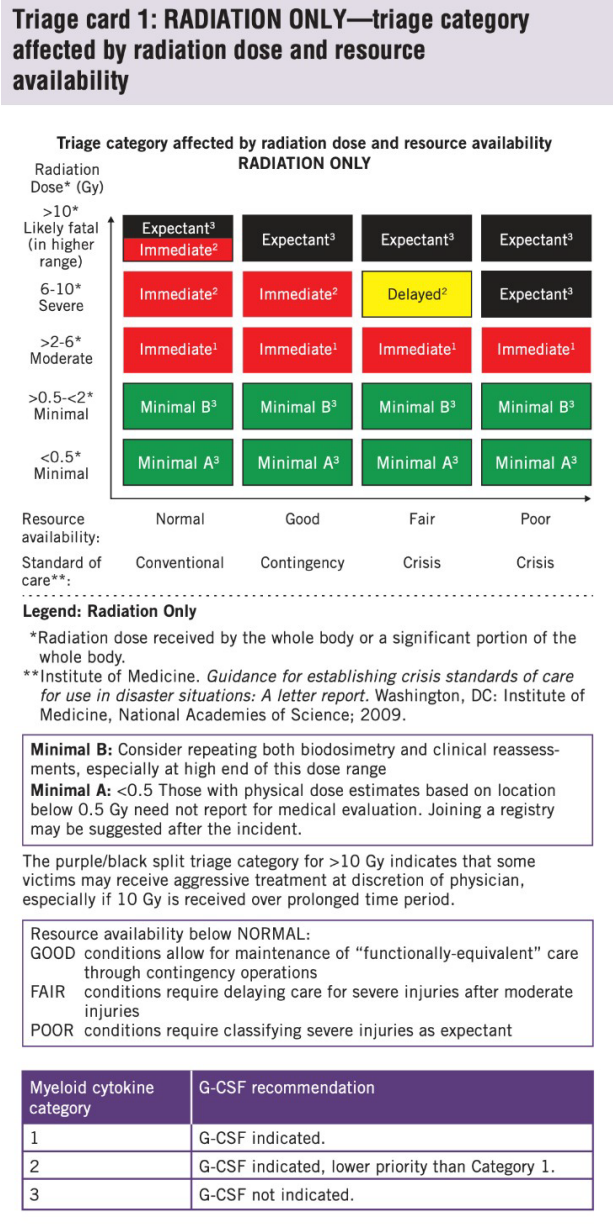 Triage card 1: RADIATION ONLY—triage category
affected by radiation dose and resource
availability
Triage category affected by radiation dose and resource availability
RADIATION ONLY
Radiation
Dose* (Gy)
>10*
Likely fatal
(in higher
range)
Expectant³
Immediate²
Expectant³
Expectant³
Expectant³
6-10*
Severe
Immediate²
Immediate²
Delayed²
Expectant³
>2-6*
Moderate
Immediate¹
Immediate¹
Immediate¹
Immediate¹
>0.5-<2*
Minimal
Minimal B³
Minimal B³
Minimal B³
Minimal B³
<0.5*
Minimal
Minimal A³
Minimal A³
Minimal A³
Minimal A³
Resource
availability:
Normal
Good
Fair
Poor
Standard of
care**:
Conventional
Contingency
Crisis
Crisis
Legend: Radiation Only
*Radiation dose received by the whole body or a significant portion of the
whole body.
**Institute of Medicine. Guidance for establishing crisis standards of care
for use in disaster situations: A letter report. Washington, DC: Institute of
Medicine, National Academies of Science; 2009.
Minimal B: Consider repeating both biodosimetry and clinical reassess-
ments, especially at high end of this dose range
Minimal A: <0.5 Those with physical dose estimates based on location
below 0.5 Gy need not report for medical evaluation. Joining a registry
may be suggested after the incident.
The purple/black split triage category for >10 Gy indicates that some
victims may receive aggressive treatment at discretion of physician,
especially if 10 Gy is received over prolonged time period.
Resource availability below NORMAL:
GOOD conditions allow for maintenance of “functionally-equivalent” care
through contingency operations
FAIR conditions require delaying care for severe injuries after moderate
injuries
POOR conditions require classifying severe injuries as expectant
Myeloid cytokine
category
G-CSF recommendation
1 G-CSF indicated.
2 G-CSF indicated, lower priority than Category 1.
3 G-CSF not indicated.